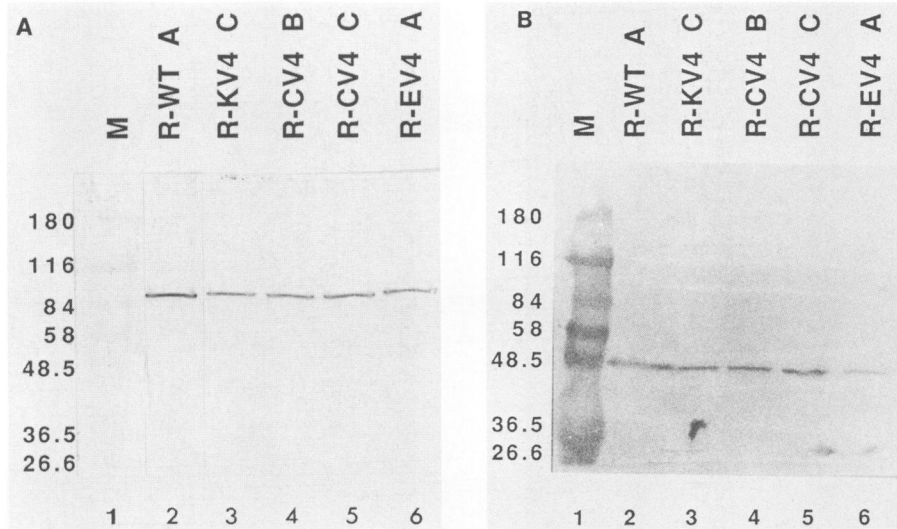 A
M
R-WT A
R-KV4 C
R-CV4 B
R-CV4 C
R-EV4 A
180
116
84
58
48.5
36.5
26.6
1 2 3 4 5 6
B
M
R-WT A
R-KV4 C
R-CV4 B
R-CV4 C
R-EV4 A
180
116
84
58
48.5
36.5
26.6
1 2 3 4 5 6